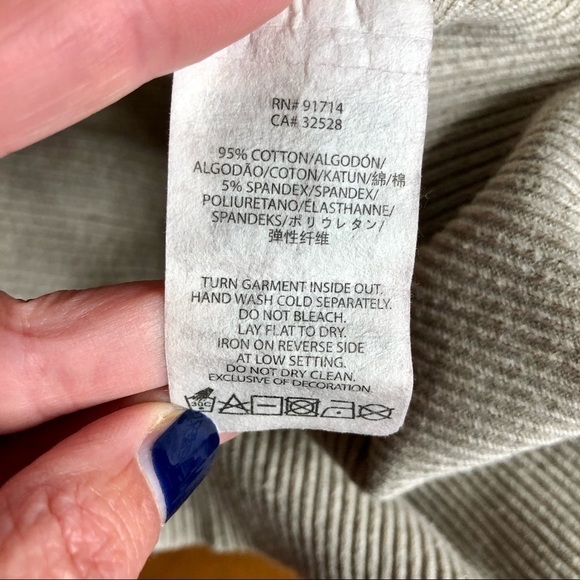 RN# 91714
CA# 32528
95% COTTON/ALGODÓN/
ALGODÃO/COTON/KATUN/綿/棉
5% SPANDEX/SPANDEX/
POLIURETANO/ÉLASTHANNE/
SPANDEKS/ポリウレタン/
弹性纤维
TURN GARMENT INSIDE OUT.
HAND WASH COLD SEPARATELY.
DO NOT BLEACH.
LAY FLAT TO DRY.
IRON ON REVERSE SIDE
AT LOW SETTING.
DO NOT DRY CLEAN.
EXCLUSIVE OF DECORATION.
30C